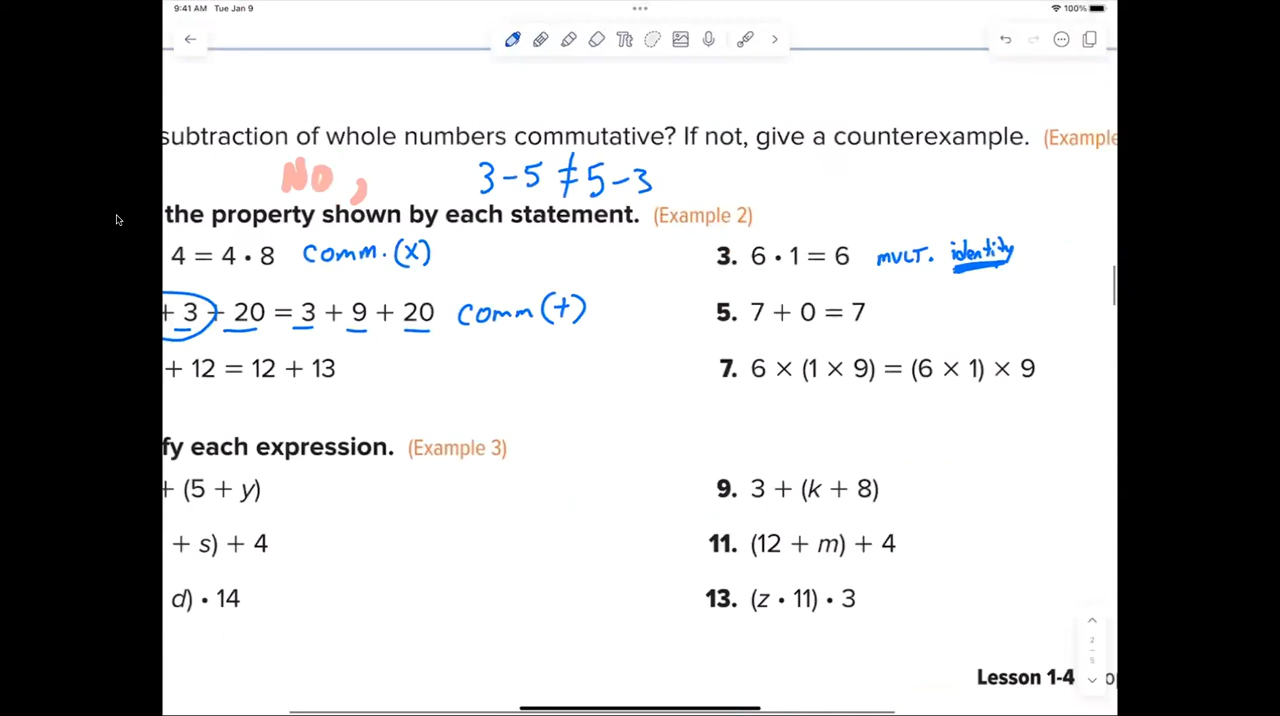 9:41 AM Tue Jan 9
100%
subtraction of whole numbers commutative? If not, give a counterexample. (Example
NO, 3-5 ≠ 5-3
the property shown by each statement. (Example 2)
4 = 4 • 8 comm. (x)
3. 6 • 1 = 6 MULT. identity
+ 3 + 20 = 3 + 9 + 20 comm (+)
5. 7 + 0 = 7
+ 12 = 12 + 13
7. 6 × (1 × 9) = (6 × 1) × 9
fy each expression. (Example 3)
+ (5 + y)
9. 3 + (k + 8)
+ s) + 4
11. (12 + m) + 4
d) • 14
13. (z • 11) • 3
2
5
Lesson 1-4